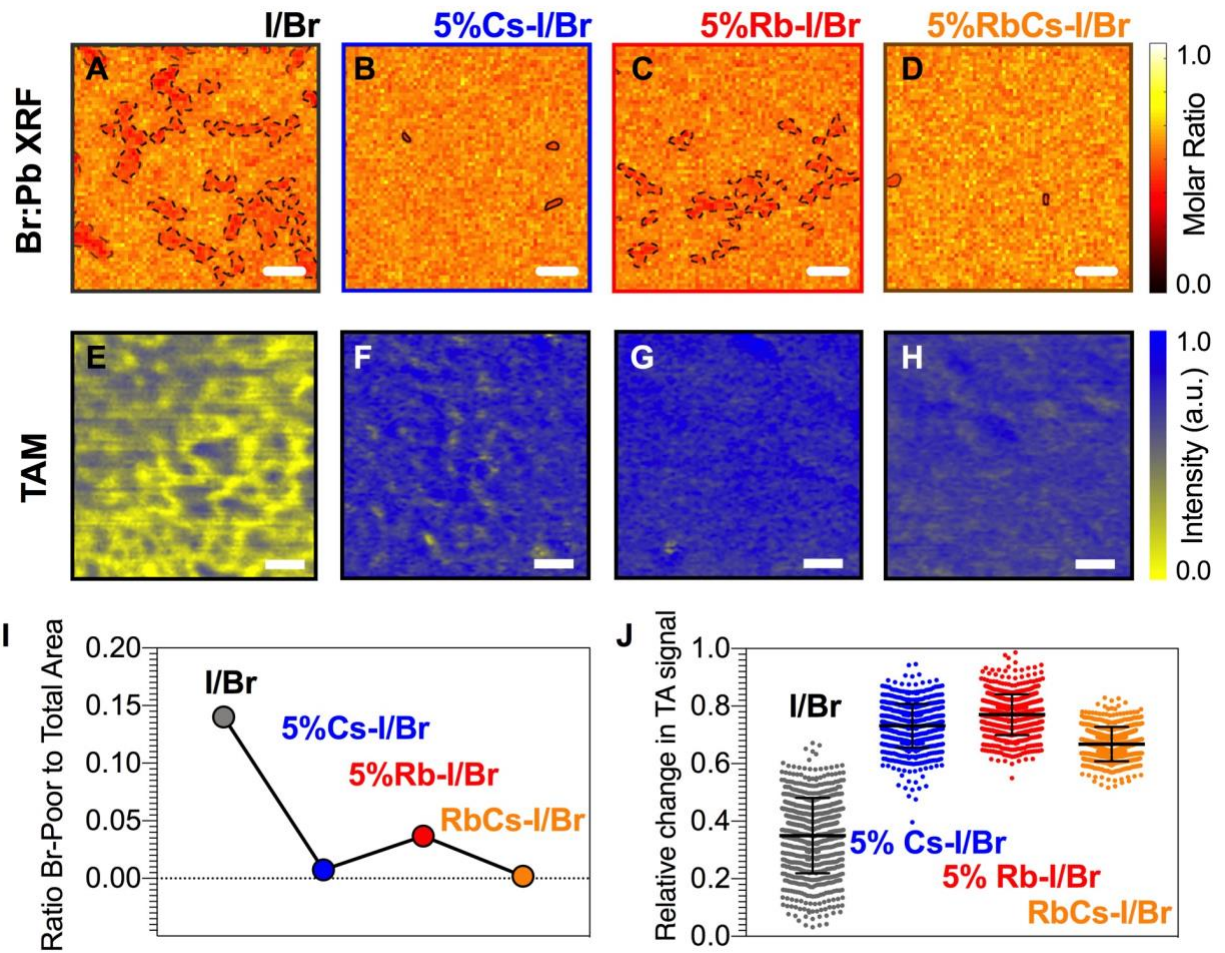 I/Br 5%Cs-I/Br 5%Rb-I/Br 5%RbCs-I/Br
Br:Pb XRF
A B C D
1.0
Molar Ratio
0.0
TAM
E F G H
1.0
Intensity (a.u.)
0.0
I
Ratio Br-Poor to Total Area
0.20
0.15
0.10
0.05
0.00
I/Br
5%Cs-I/Br
5%Rb-I/Br
RbCs-I/Br
J
Relative change in TA signal
1.0
0.8
0.6
0.4
0.2
0.0
I/Br
5% Cs-I/Br
5% Rb-I/Br
RbCs-I/Br